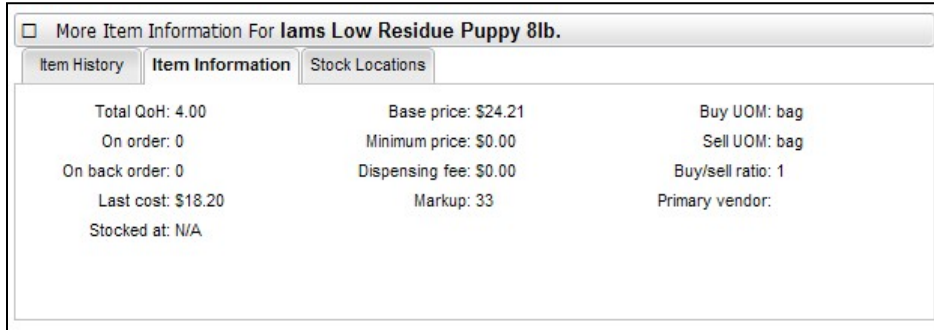 More Item Information For Iams Low Residue Puppy 8lb.
Item History Item Information Stock Locations
Total QoH: 4.00 Base price: $24.21 Buy UOM: bag
On order: 0 Minimum price: $0.00 Sell UOM: bag
On back order: 0 Dispensing fee: $0.00 Buy/sell ratio: 1
Last cost: $18.20 Markup: 33 Primary vendor:
Stocked at: N/A